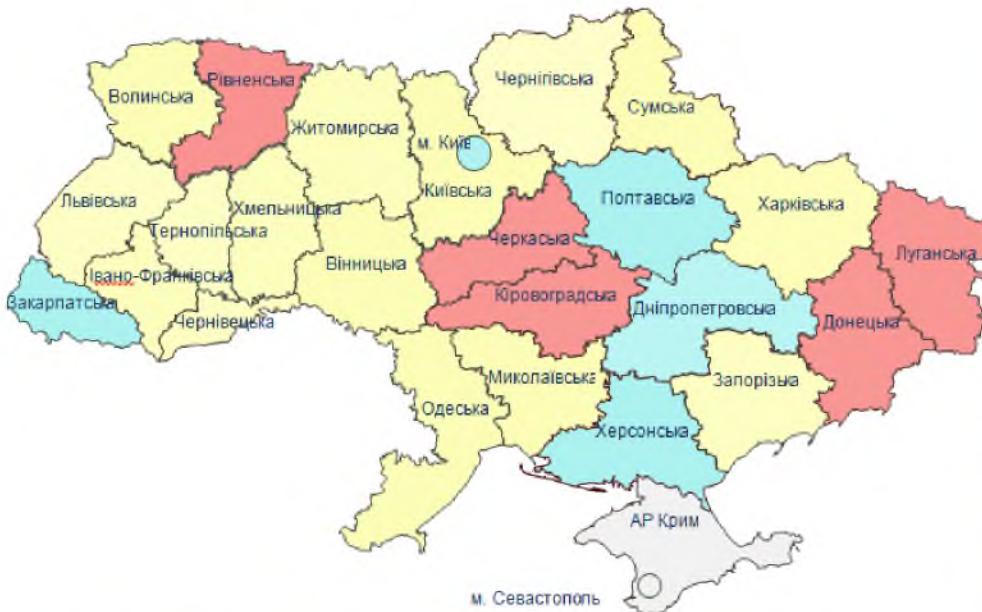 Чернігівська
Рівненська
Волинська
Сумська
Житомирська
м. Київ
Київська
Львівська
Хмельницька
Тернопільська
Полтавська
Харківська
Черкаська
Луганська
Івано-Франківська
Вінницька
Закарпатська
Чернівецька
Кіровоградська
Дніпропетровська
Донецька
Миколаївська
Запорізька
Одеська
Херсонська
АР Крим
м. Севастополь